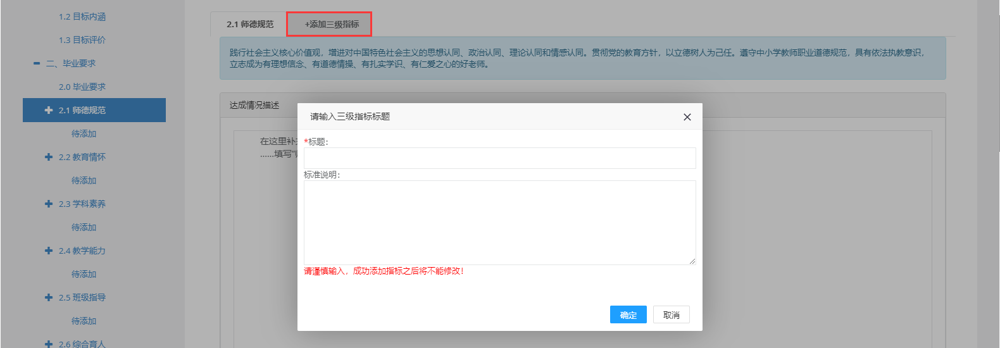 1.2 目标内涵
1.3 目标评价
二、毕业要求
2.0 毕业要求
2.1 师德规范
待添加
2.2 教育情怀
待添加
2.3 学科素养
待添加
2.4 教学能力
待添加
2.5 班级指导
待添加
2.6 综合育人
2.1 师德规范
+添加三级指标
践行社会主义核心价值观，增进对中国特色社会主义的思想认同、政治认同、理论认同和情感认同。贯彻党的教育方针，以立德树人为己任。遵守中小学教师职业道德规范，具有依法执教意识，
立志成为有理想信念、有道德情操、有扎实学识、有仁爱之心的好老师。
达成情况描述
在这里补
......填写“
请输入三级指标标题
*标题：
标准说明：
请谨慎输入，成功添加指标之后将不能修改！
确定
取消